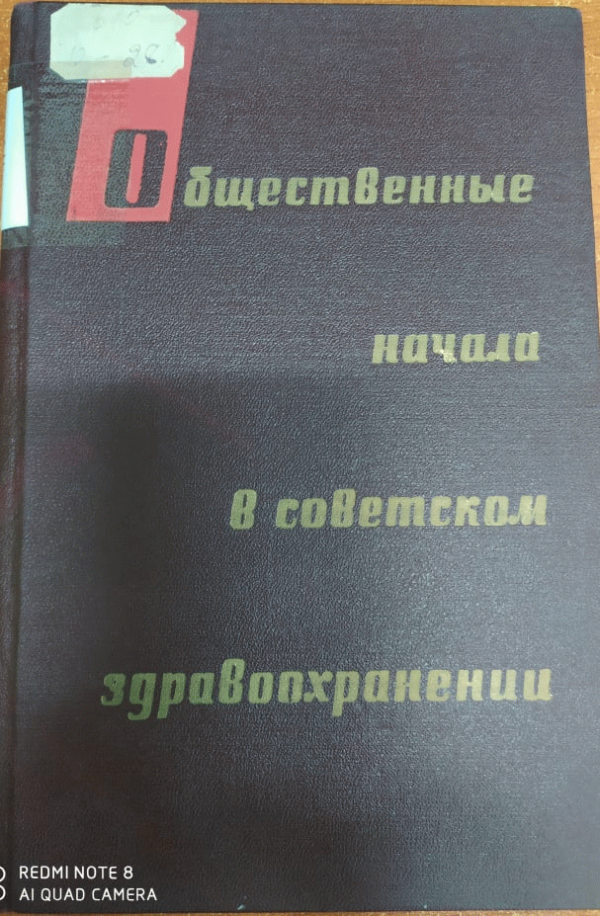 Общественные
начала
в советском
здравоохранении
REDMI NOTE 8
AI QUAD CAMERA